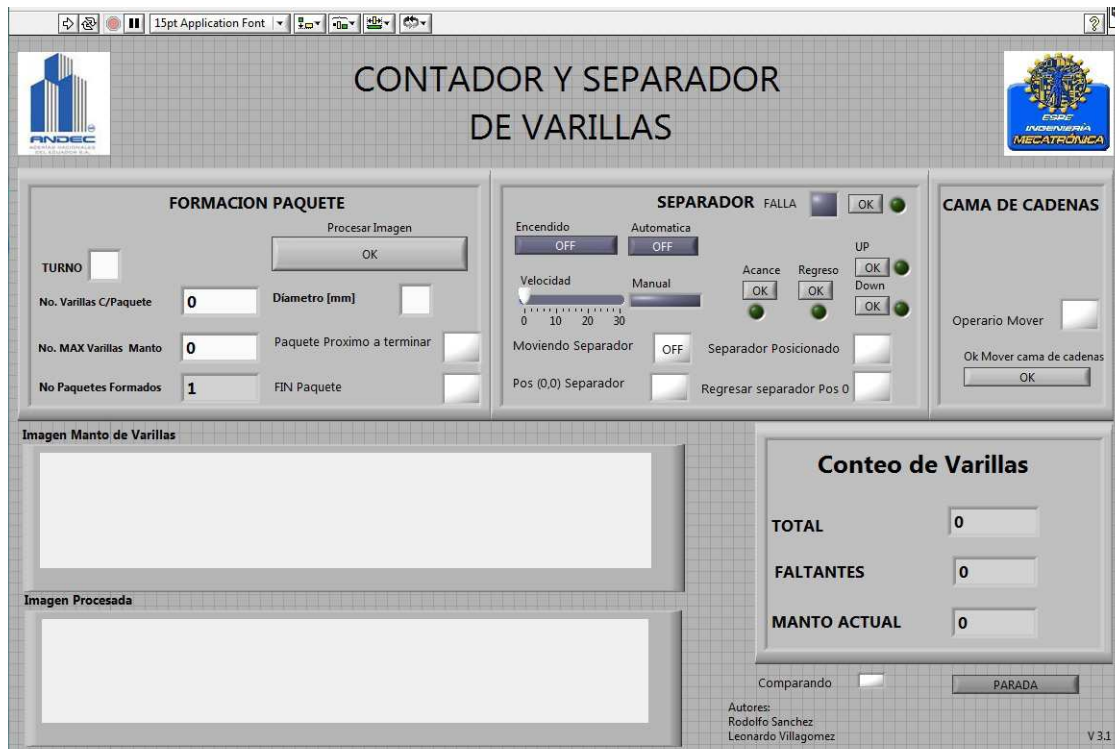 15pt Application Font
?
CONTADOR Y SEPARADOR
DE VARILLAS
ANDEC
ESPE
INGENIERÍA
MECATRÓNICA
FORMACION PAQUETE
Procesar Imagen
OK
TURNO
No. Varillas C/Paquete
0
Díametro [mm]
No. MAX Varillas Manto
0
Paquete Proximo a terminar
No Paquetes Formados
1
FIN Paquete
SEPARADOR
FALLA
OK
Encendido
OFF
Automatica
OFF
UP
OK
Down
OK
Velocidad
0 10 20 30
Manual
Acance
OK
Regreso
OK
Moviendo Separador
OFF
Separador Posicionado
Pos (0,0) Separador
Regresar separador Pos 0
CAMA DE CADENAS
Operario Mover
Ok Mover cama de cadenas
OK
Imagen Manto de Varillas
Imagen Procesada
Conteo de Varillas
TOTAL
0
FALTANTES
0
MANTO ACTUAL
0
Comparando
PARADA
Autores:
Rodolfo Sanchez
Leonardo Villagomez
V 3.1